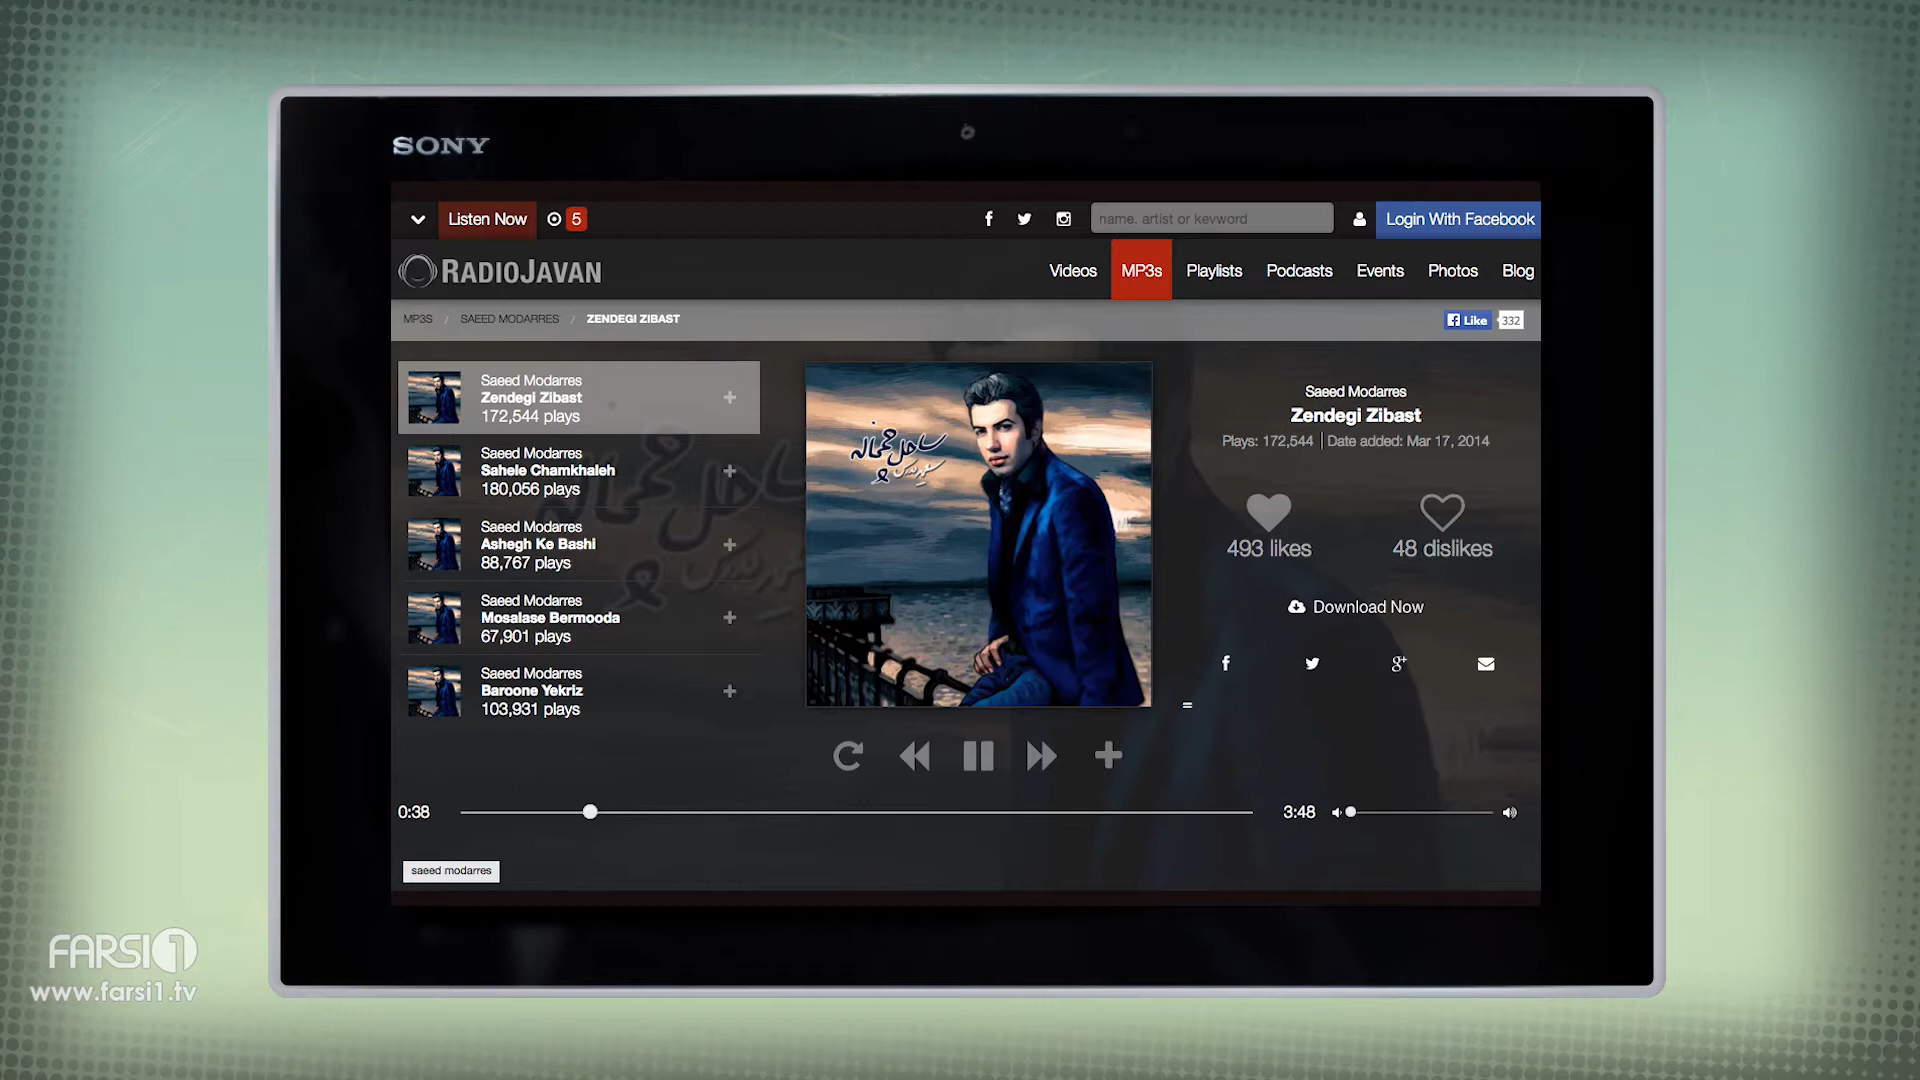 SONY
Listen Now 5
name. artist or keyword
Login With Facebook
RADIOJAVAN
Videos MP3s Playlists Podcasts Events Photos Blog
MP3S / SAEED MODARRES / ZENDEGI ZIBAST
Like 332
Saeed Modarres
Zendegi Zibast
172,544 plays
Saeed Modarres
Sahele Chamkhaleh
180,056 plays
Saeed Modarres
Ashegh Ke Bashi
88,767 plays
Saeed Modarres
Mosalase Bermooda
67,901 plays
Saeed Modarres
Baroone Yekriz
103,931 plays
ساحل چمخاله
سعید مدرس
Saeed Modarres
Zendegi Zibast
Plays: 172,544 | Date added: Mar 17, 2014
493 likes
48 dislikes
Download Now
=
0:38
3:48
saeed modarres
FARSI1
www.farsi1.tv